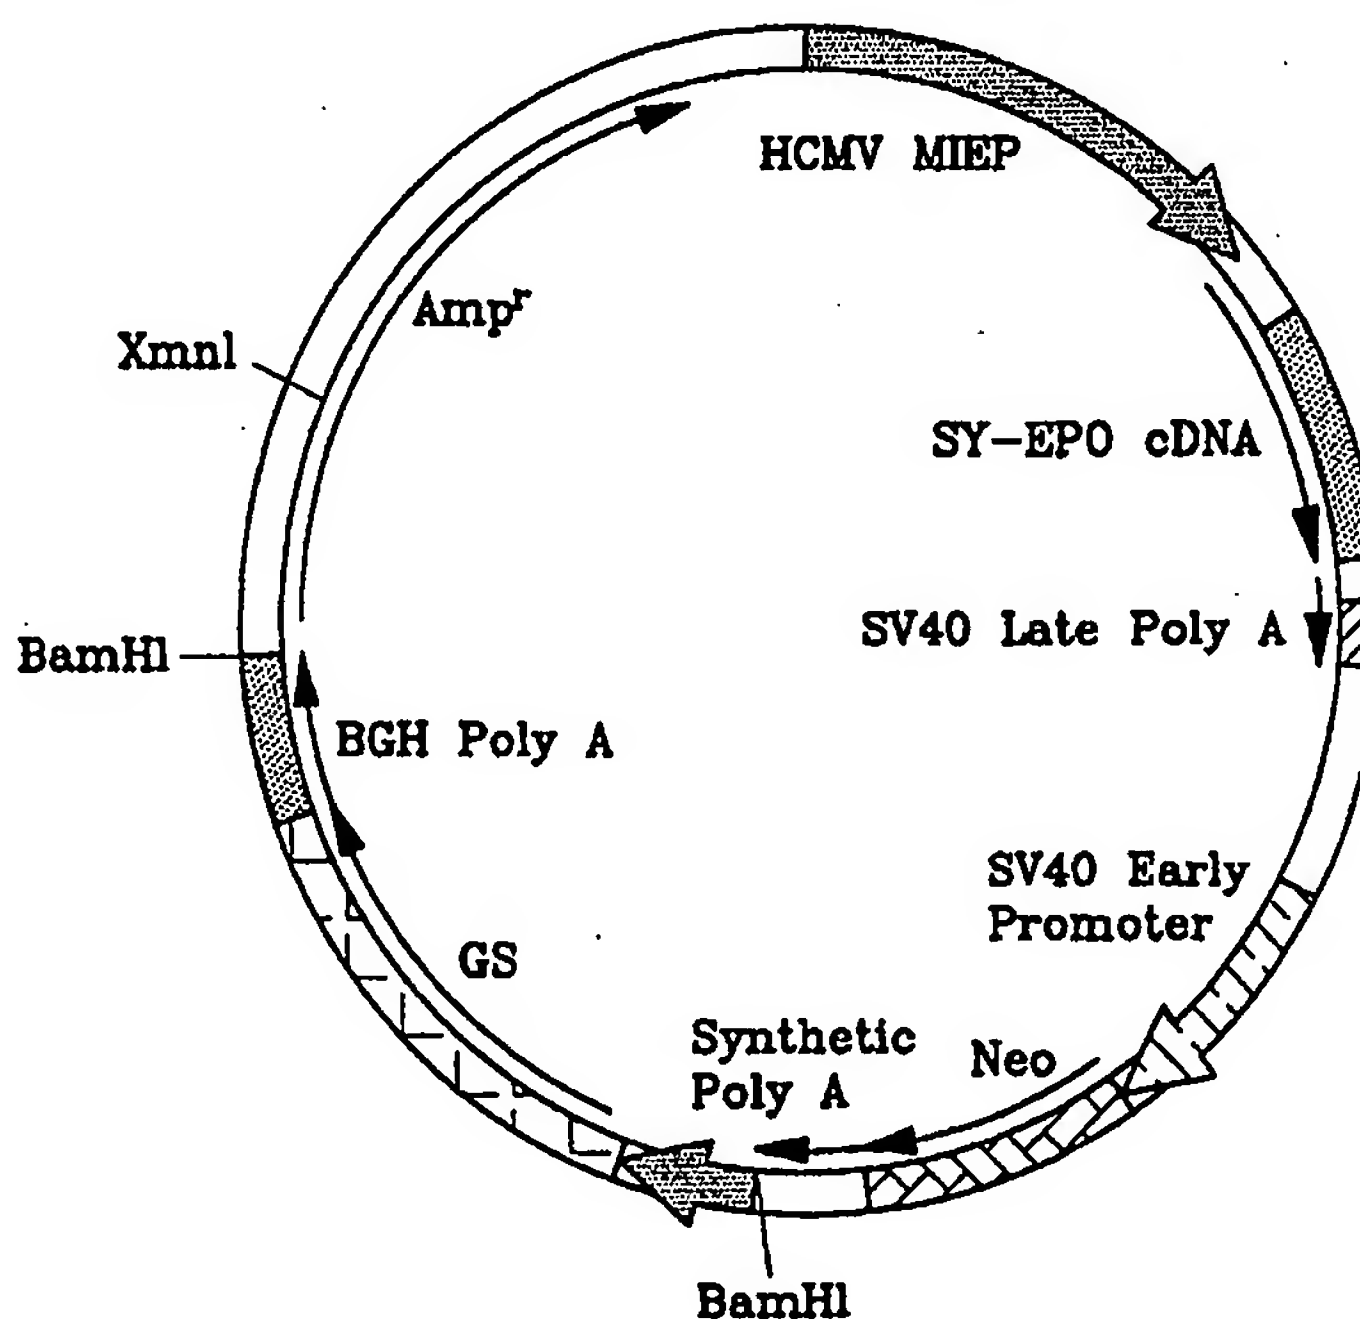 HCMV MIEP
Ampʳ
Xmnl
SY-EPO cDNA
SV40 Late Poly A
BamHl
BGH Poly A
SV40 Early
Promoter
GS
Synthetic
Poly A
Neo
BamHl